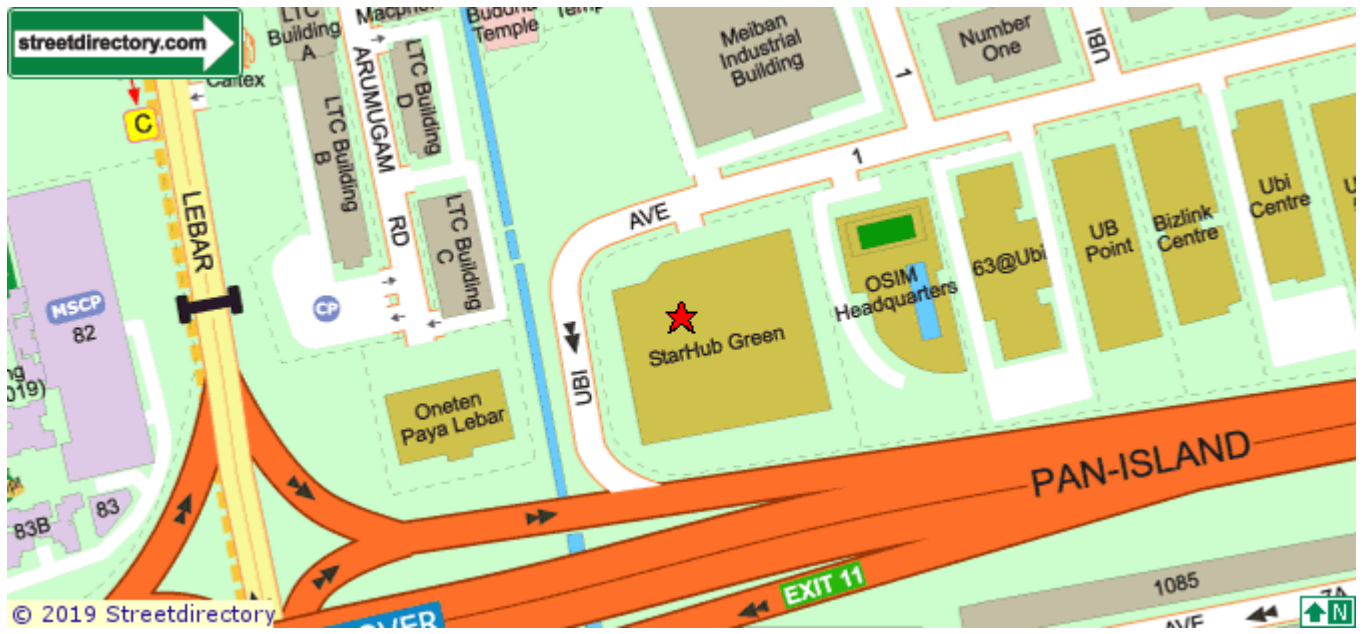 streetdirectory.com
LTC
Building
A
Temple
Meiban
Industrial
Building
Number
One
UBI
1
Caltex
C
ARUMUGAM
RD
LTC Building
D
LTC Building
B
LTC Building
C
LEBAR
AVE
1
Ubi
Centre
Bizlink
Centre
UB
Point
63@Ubi
OSIM
Headquarters
StarHub Green
MSCP
82
CP
UBI
Oneten
Paya Lebar
PAN-ISLAND
83
83B
EXIT 11
1085
© 2019 Streetdirectory
N